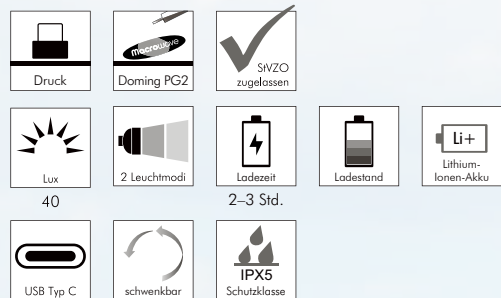 Druck
macrowave
Doming PG2
StVZO
zugelassen
Lux
40
2 Leuchtmodi
Ladezeit
2–3 Std.
Ladestand
Li+
Lithium-
Ionen-Akku
USB Typ C
schwenkbar
IPX5
Schutzklasse